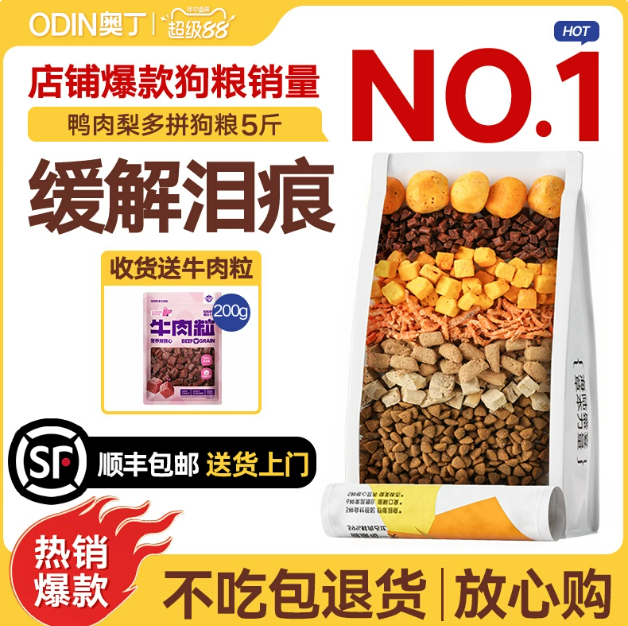 ODIN奥丁
超级88
HOT
店铺爆款狗粮销量
NO.1
鸭肉梨多拼狗粮5斤
缓解泪痕
收货送牛肉粒
200g
牛肉粒
BEEF GRAIN
SF
顺丰包邮 送货上门
热销
爆款
不吃包退货 放心购